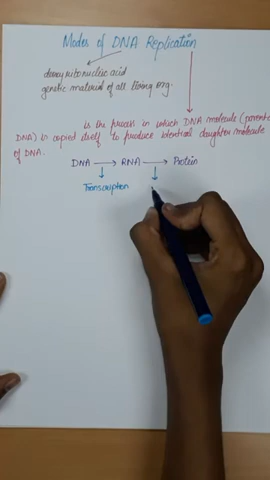 Modes of DNA Replication
deoxyribonucleic acid
genetic material of all living org.
is the process in which DNA molecule (parental
DNA) is copied itself to produce identical daughter molecule
of DNA.
DNA → RNA → Protein
Transcription